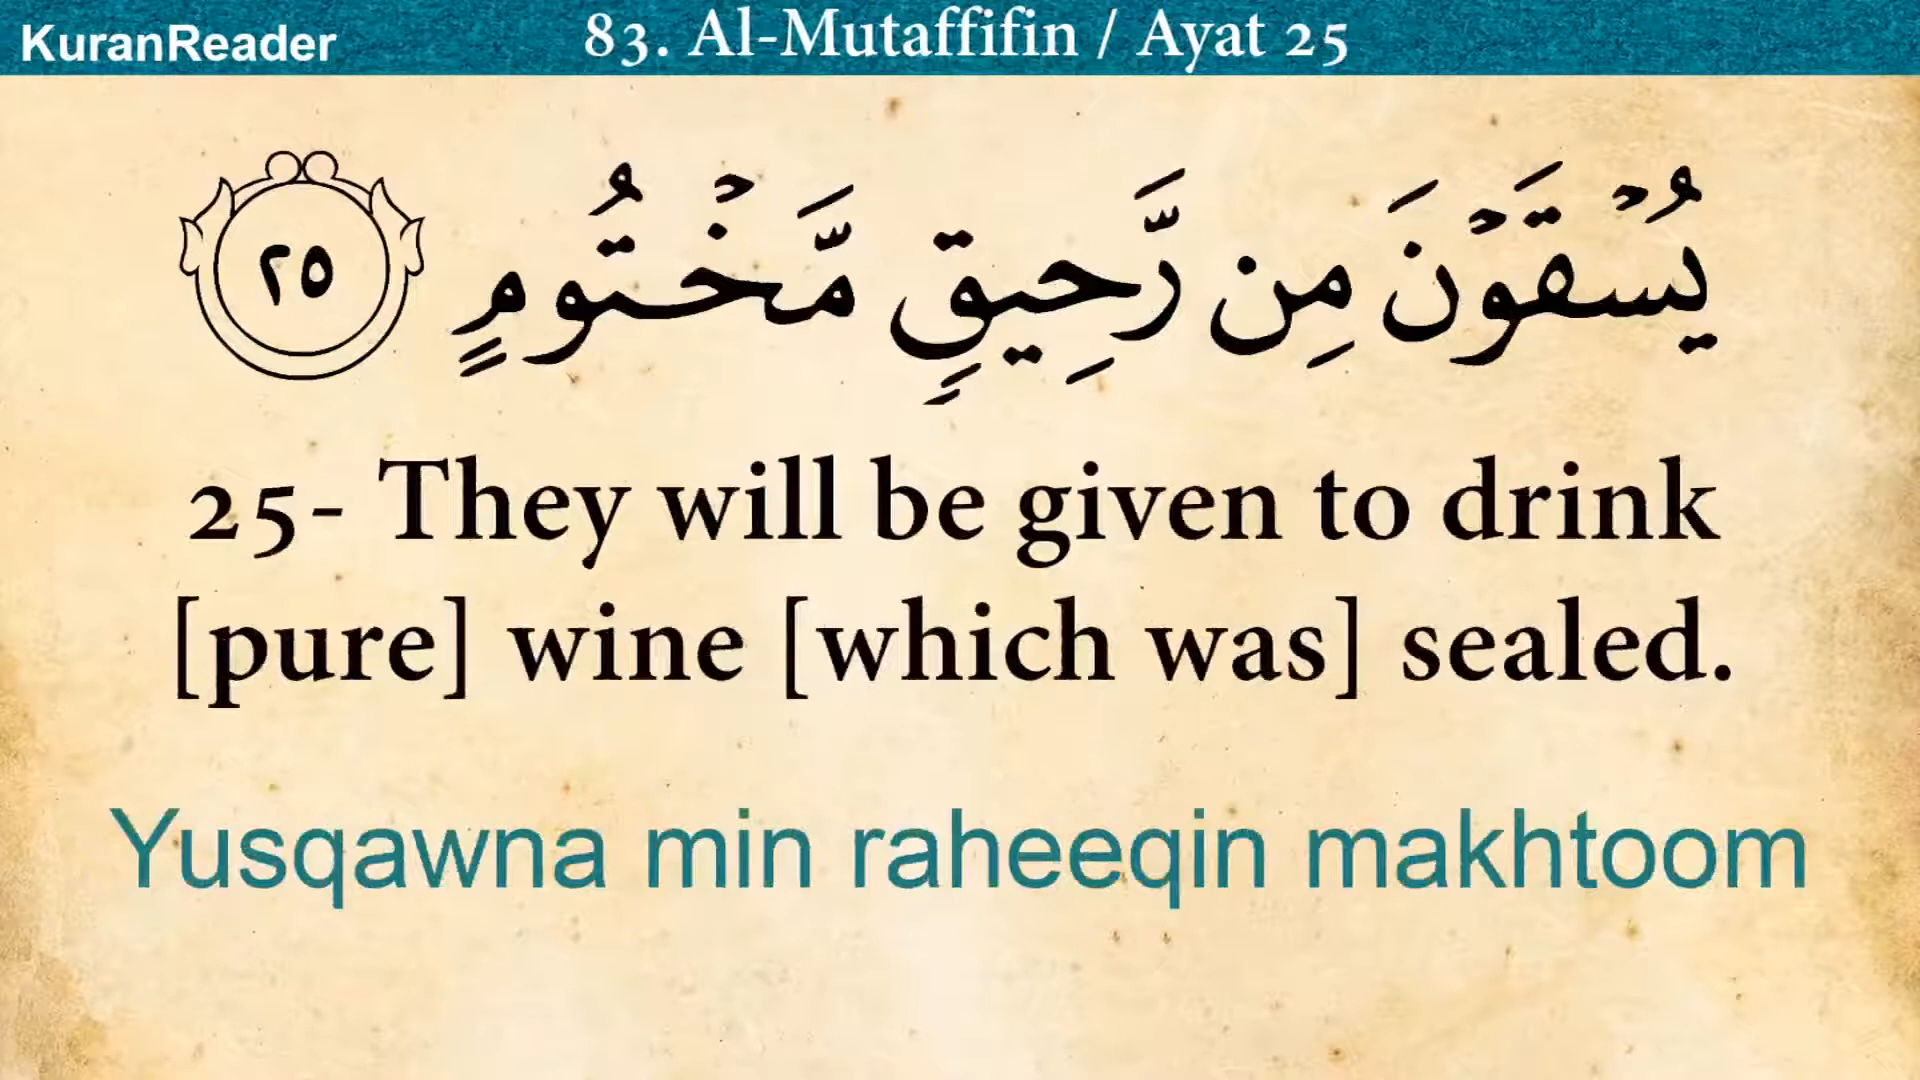 KuranReader
83. Al-Mutaffifin / Ayat 25
يُسْقَوْنَ مِن رَّحِيقٍ مَّخْتُومٍ ٢٥
25- They will be given to drink
[pure] wine [which was] sealed.
Yusqawna min raheeqin makhtoom